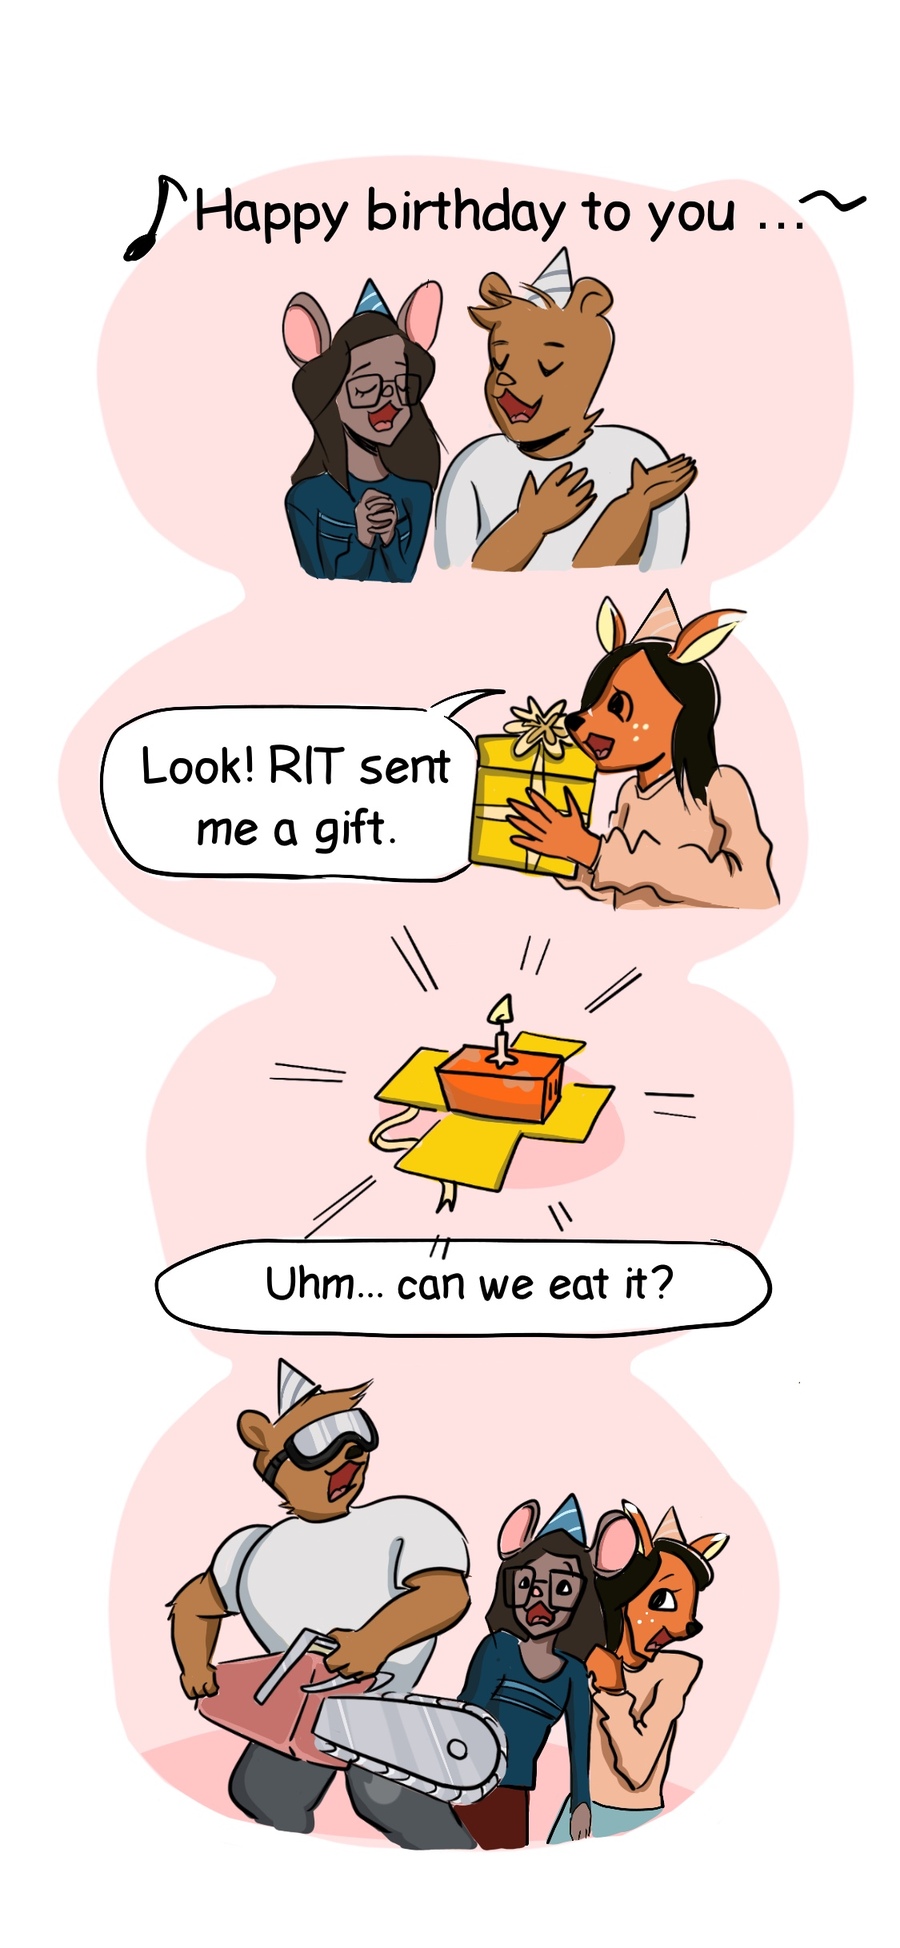 Happy birthday to you ...~
Look! RIT sent
me a gift.
Uhm... can we eat it?